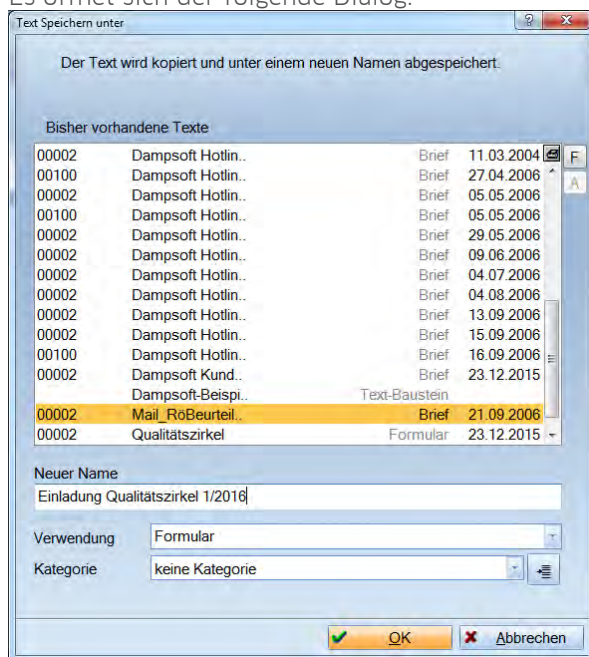 Es öffnet sich der folgende Dialog:
Text Speichern unter
Der Text wird kopiert und unter einem neuen Namen abgespeichert.
Bisher vorhandene Texte
00002 Dampsoft Hotlin.. Brief 11.03.2004 F
00100 Dampsoft Hotlin.. Brief 27.04.2006 A
00002 Dampsoft Hotlin.. Brief 05.05.2006
00100 Dampsoft Hotlin.. Brief 05.05.2006
00002 Dampsoft Hotlin.. Brief 29.05.2006
00002 Dampsoft Hotlin.. Brief 09.06.2006
00002 Dampsoft Hotlin.. Brief 04.07.2006
00002 Dampsoft Hotlin.. Brief 04.08.2006
00002 Dampsoft Hotlin.. Brief 13.09.2006
00002 Dampsoft Hotlin.. Brief 15.09.2006
00100 Dampsoft Hotlin.. Brief 16.09.2006
00002 Dampsoft Kund.. Brief 23.12.2015
Dampsoft-Beispi.. Text-Baustein
00002 Mail_RöBeurteil.. Brief 21.09.2006
00002 Qualitätszirkel Formular 23.12.2015
Neuer Name
Einladung Qualitätszirkel 1/2016
Verwendung Formular
Kategorie keine Kategorie
OK Abbrechen